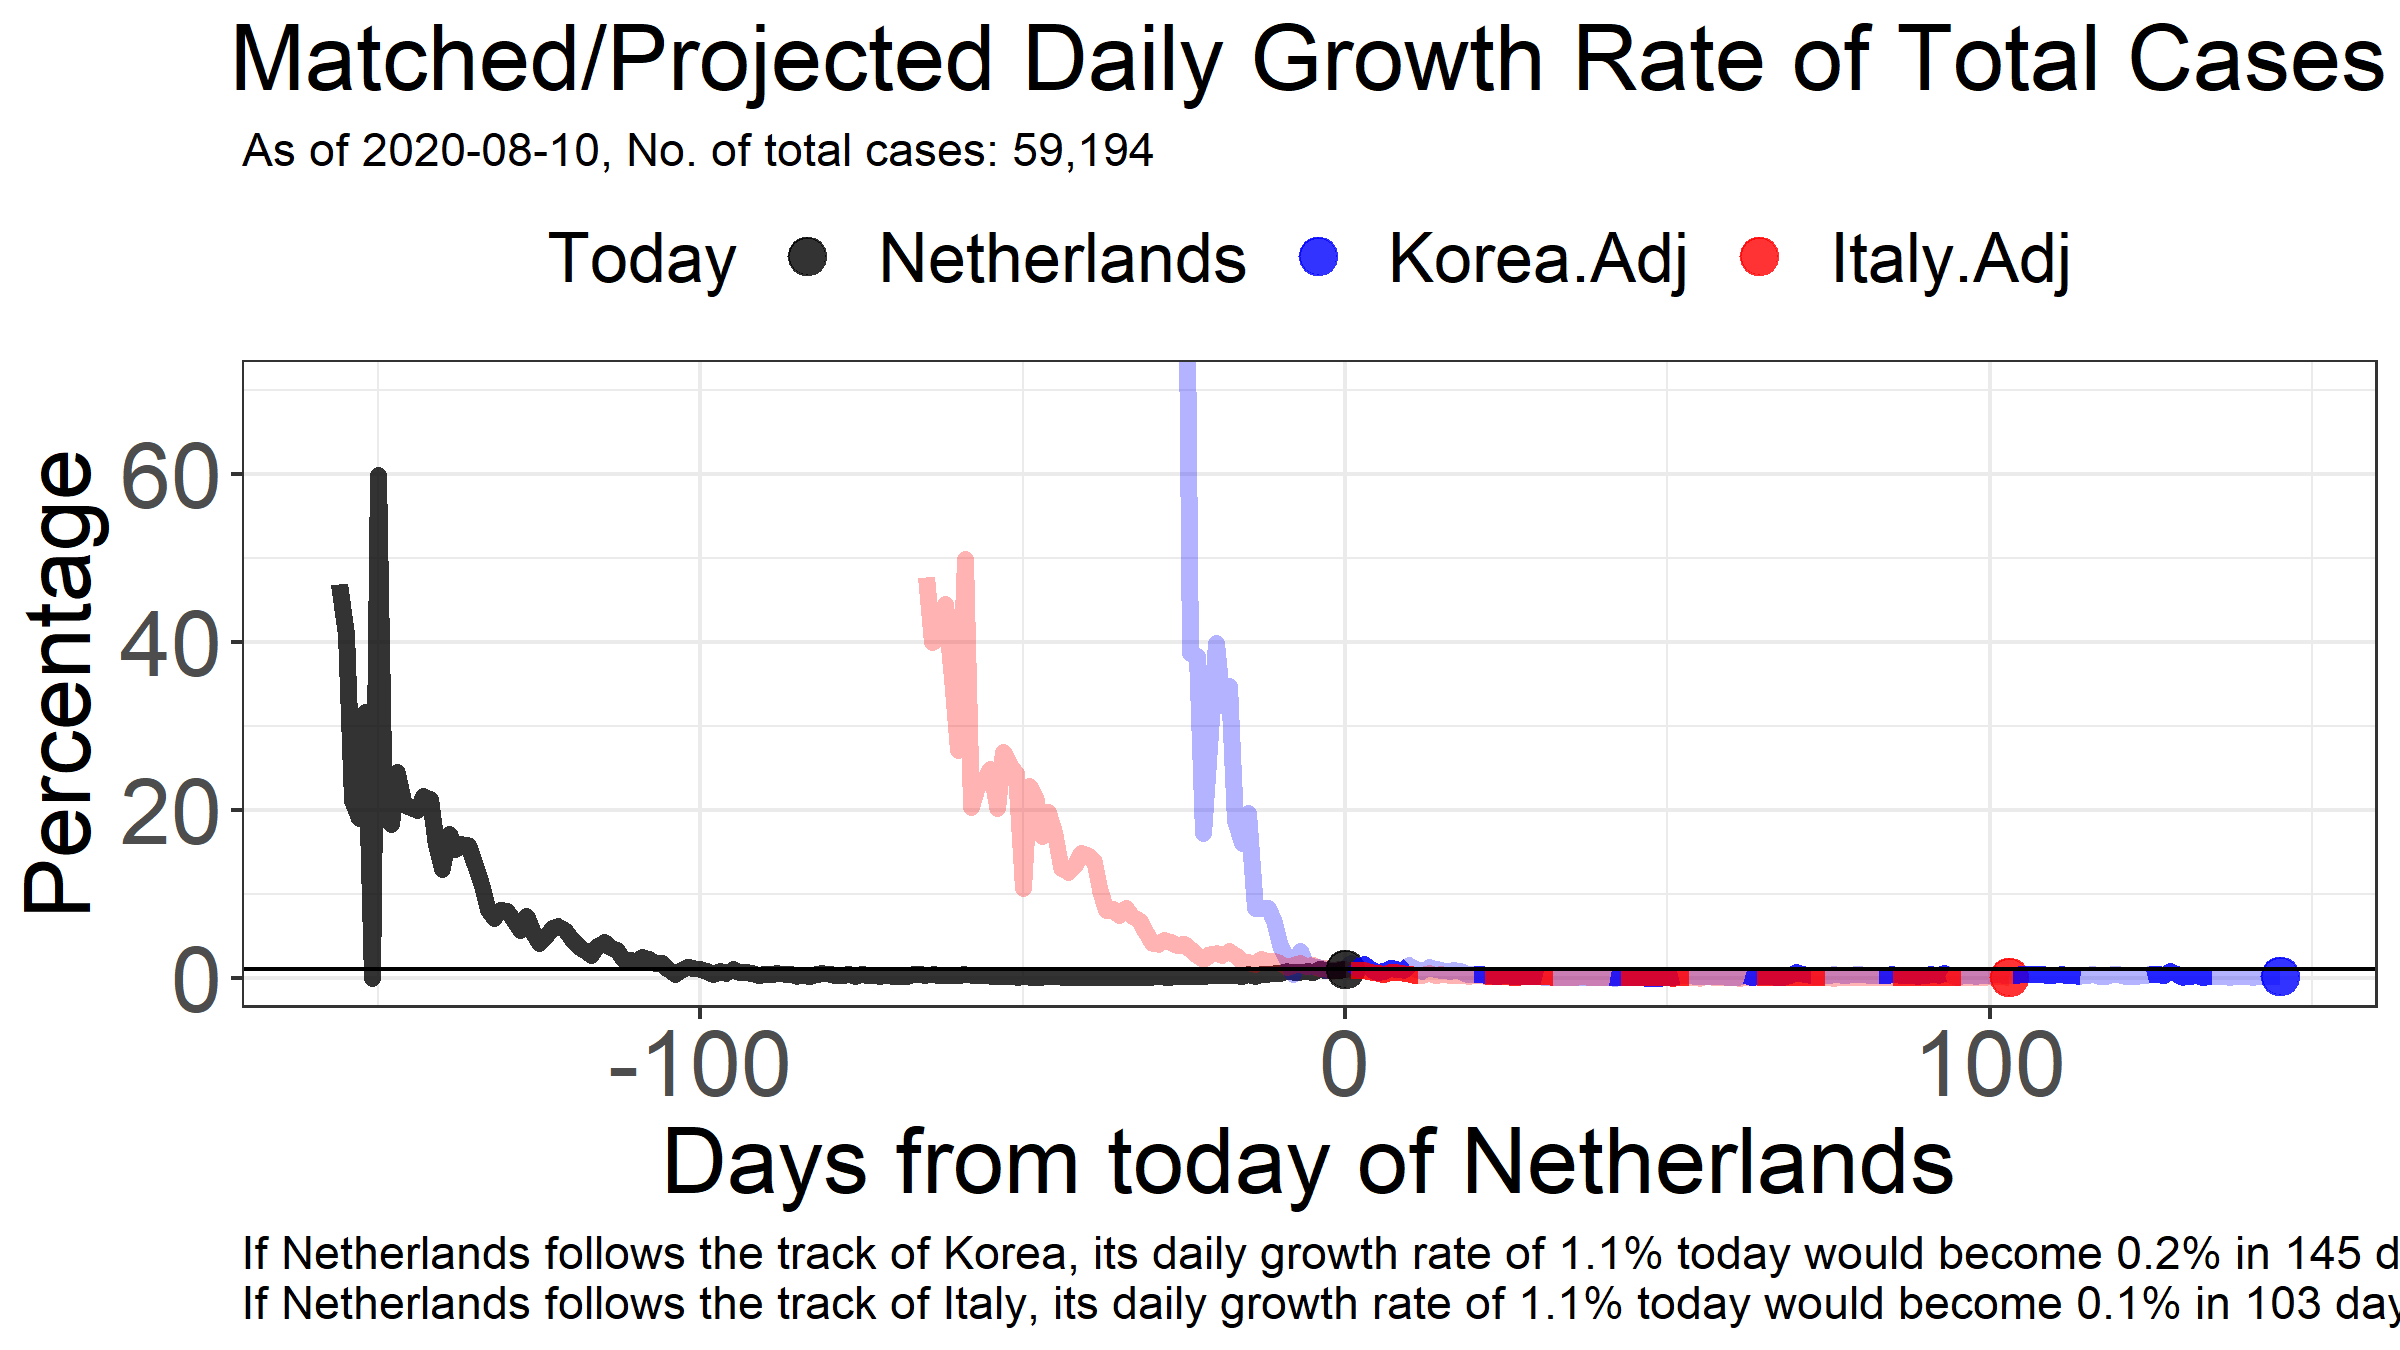 Matched/Projected Daily Growth Rate of Total Cases
As of 2020-08-10, No. of total cases: 59,194
Today Netherlands Korea.Adj Italy.Adj
Percentage
60
40
20
0
-100 0 100
Days from today of Netherlands
If Netherlands follows the track of Korea, its daily growth rate of 1.1% today would become 0.2% in 145 d
If Netherlands follows the track of Italy, its daily growth rate of 1.1% today would become 0.1% in 103 day